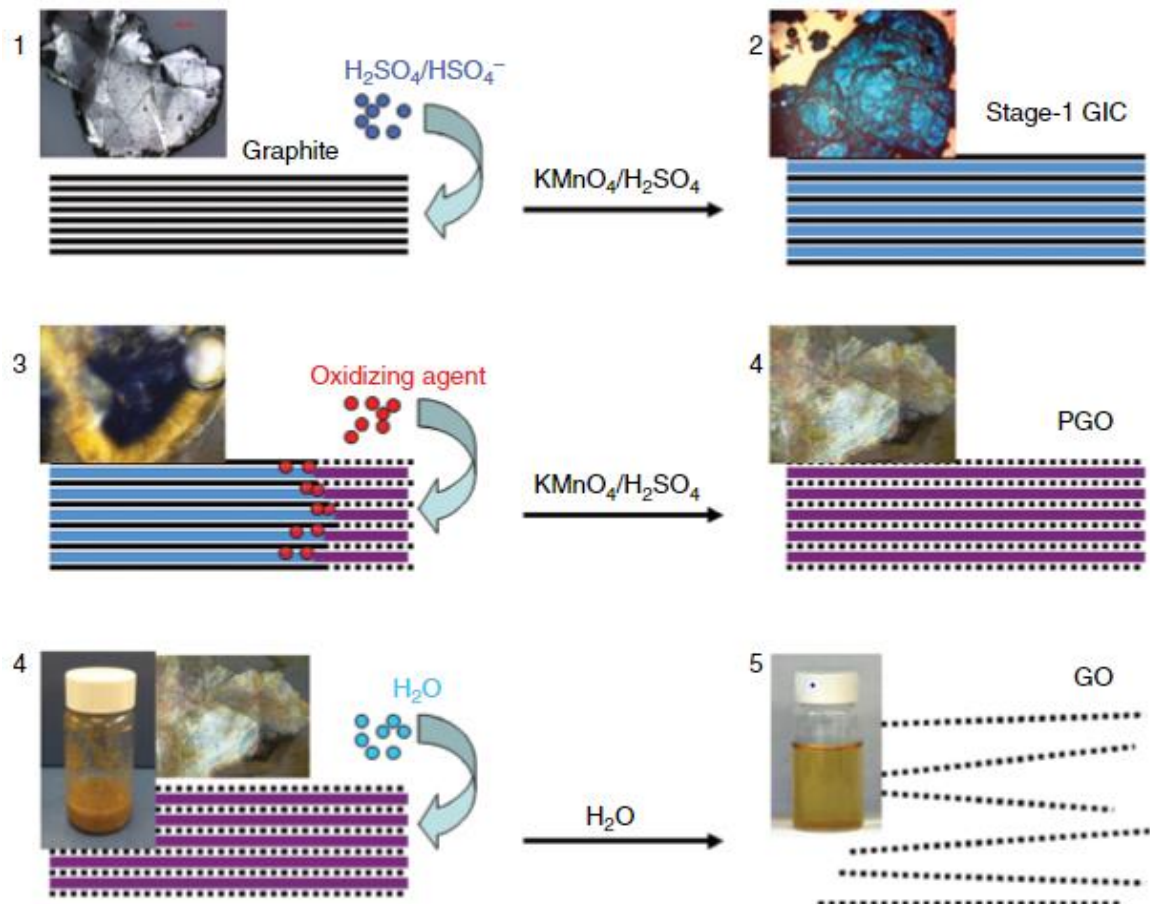 1
H₂SO₄/HSO₄⁻
Graphite
KMnO₄/H₂SO₄
2
Stage-1 GIC
3
Oxidizing agent
KMnO₄/H₂SO₄
4
PGO
4
H₂O
H₂O
5
GO